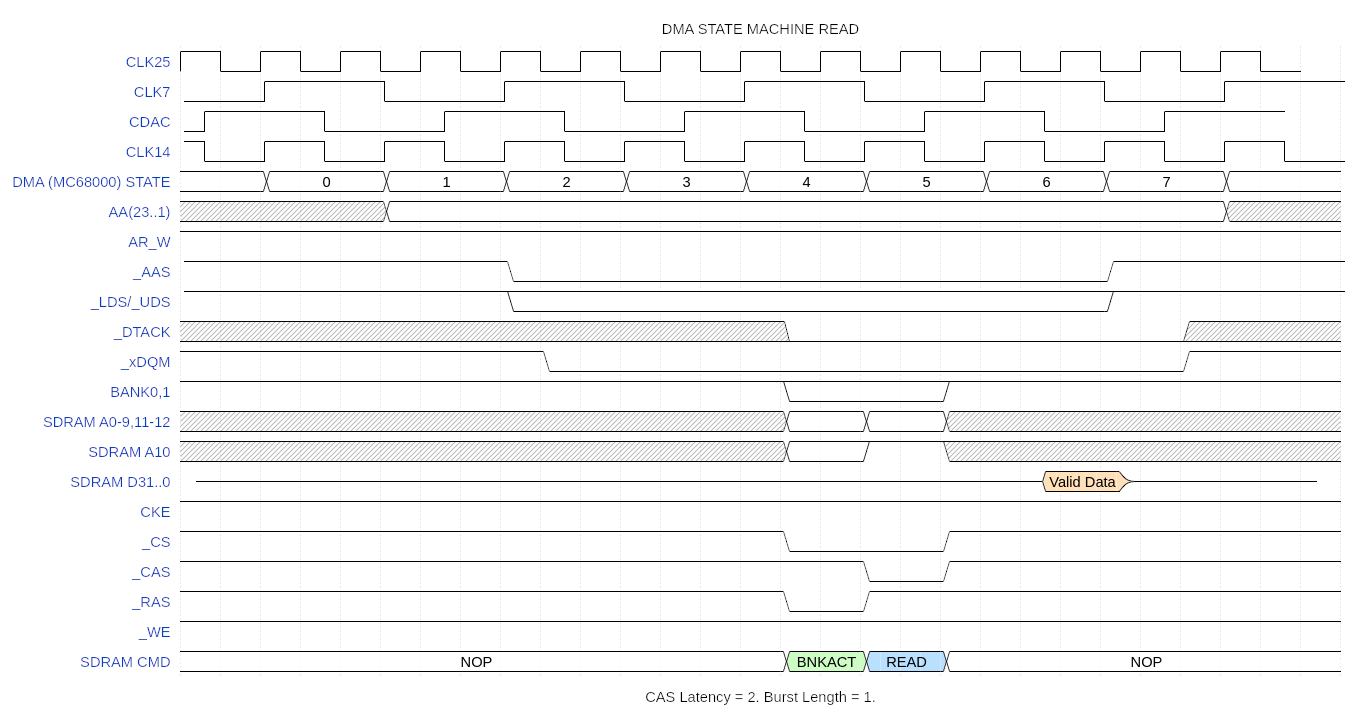 DMA STATE MACHINE READ
CLK25
CLK7
CDAC
CLK14
DMA (MC68000) STATE 0 1 2 3 4 5 6 7
AA(23..1)
AR_W
_AAS
_LDS/_UDS
_DTACK
_xDQM
BANK0,1
SDRAM A0-9,11-12
SDRAM A10
SDRAM D31..0 Valid Data
CKE
_CS
_CAS
_RAS
_WE
SDRAM CMD NOP BNKACT READ NOP
CAS Latency = 2. Burst Length = 1.